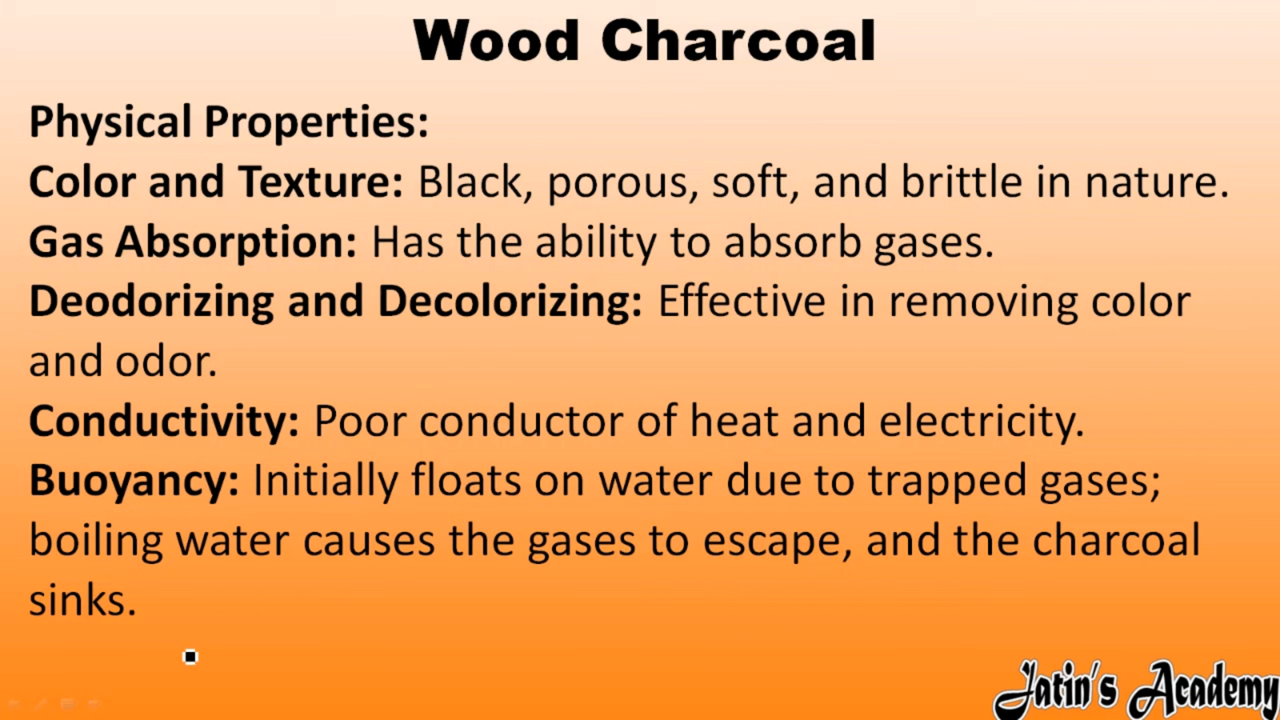 Wood Charcoal
Physical Properties:
Color and Texture: Black, porous, soft, and brittle in nature.
Gas Absorption: Has the ability to absorb gases.
Deodorizing and Decolorizing: Effective in removing color
and odor.
Conductivity: Poor conductor of heat and electricity.
Buoyancy: Initially floats on water due to trapped gases;
boiling water causes the gases to escape, and the charcoal
sinks.
Jatin's Academy